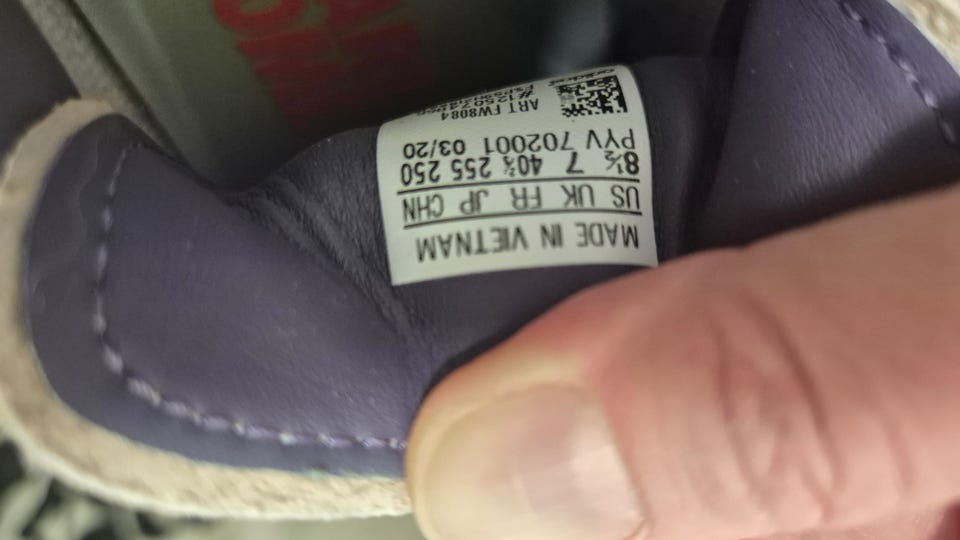 MADE IN VIETNAM
US UK FR JP CHN
8½ 7 40⅔ 255 250
PYV 702001 03/20
ART FW8084
adidas